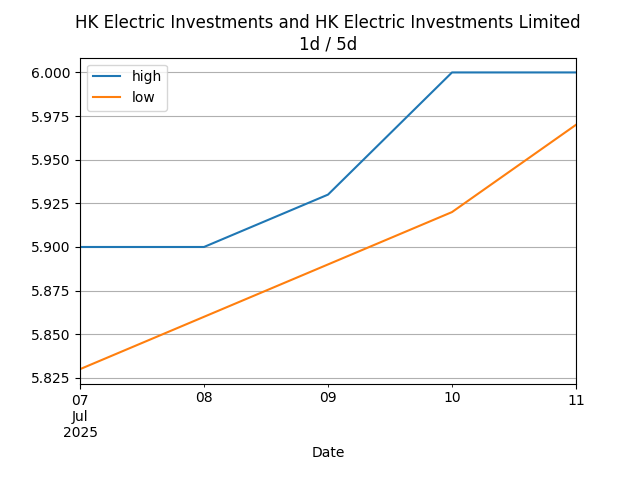 HK Electric Investments and HK Electric Investments Limited
1d / 5d
high
low
6.000
5.975
5.950
5.925
5.900
5.875
5.850
5.825
07 08 09 10 11
Jul
2025
Date